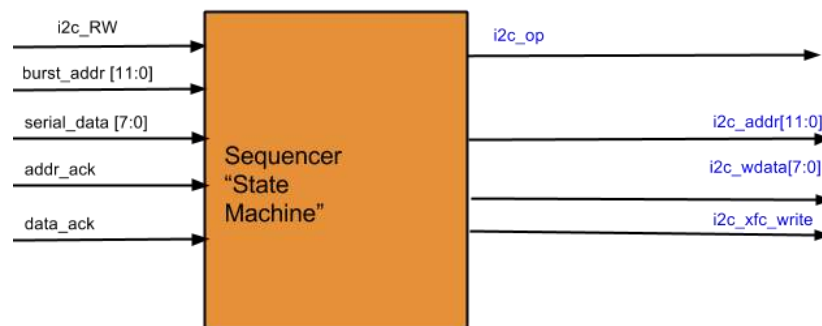 i2c_RW
burst_addr [11:0]
serial_data [7:0]
addr_ack
data_ack
Sequencer
“State
Machine”
i2c_op
i2c_addr[11:0]
i2c_wdata[7:0]
i2c_xfc_write